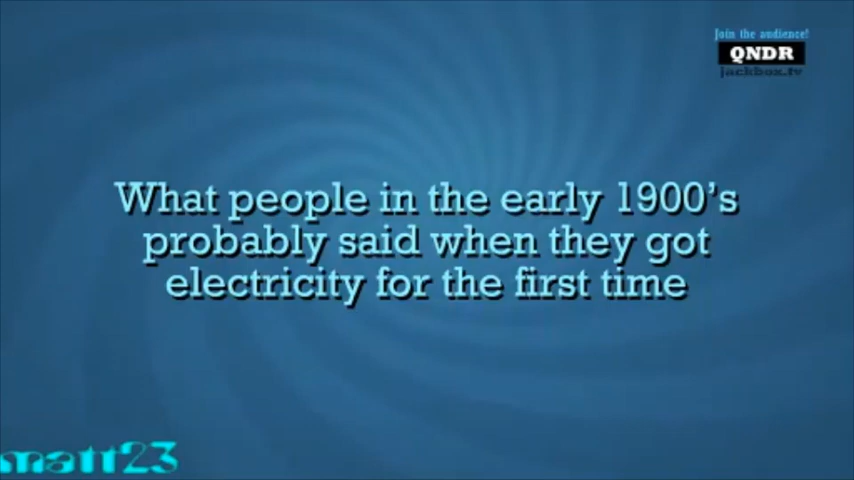 Join the audience!
QNDR
jackbox.tv
What people in the early 1900's
probably said when they got
electricity for the first time
matt23